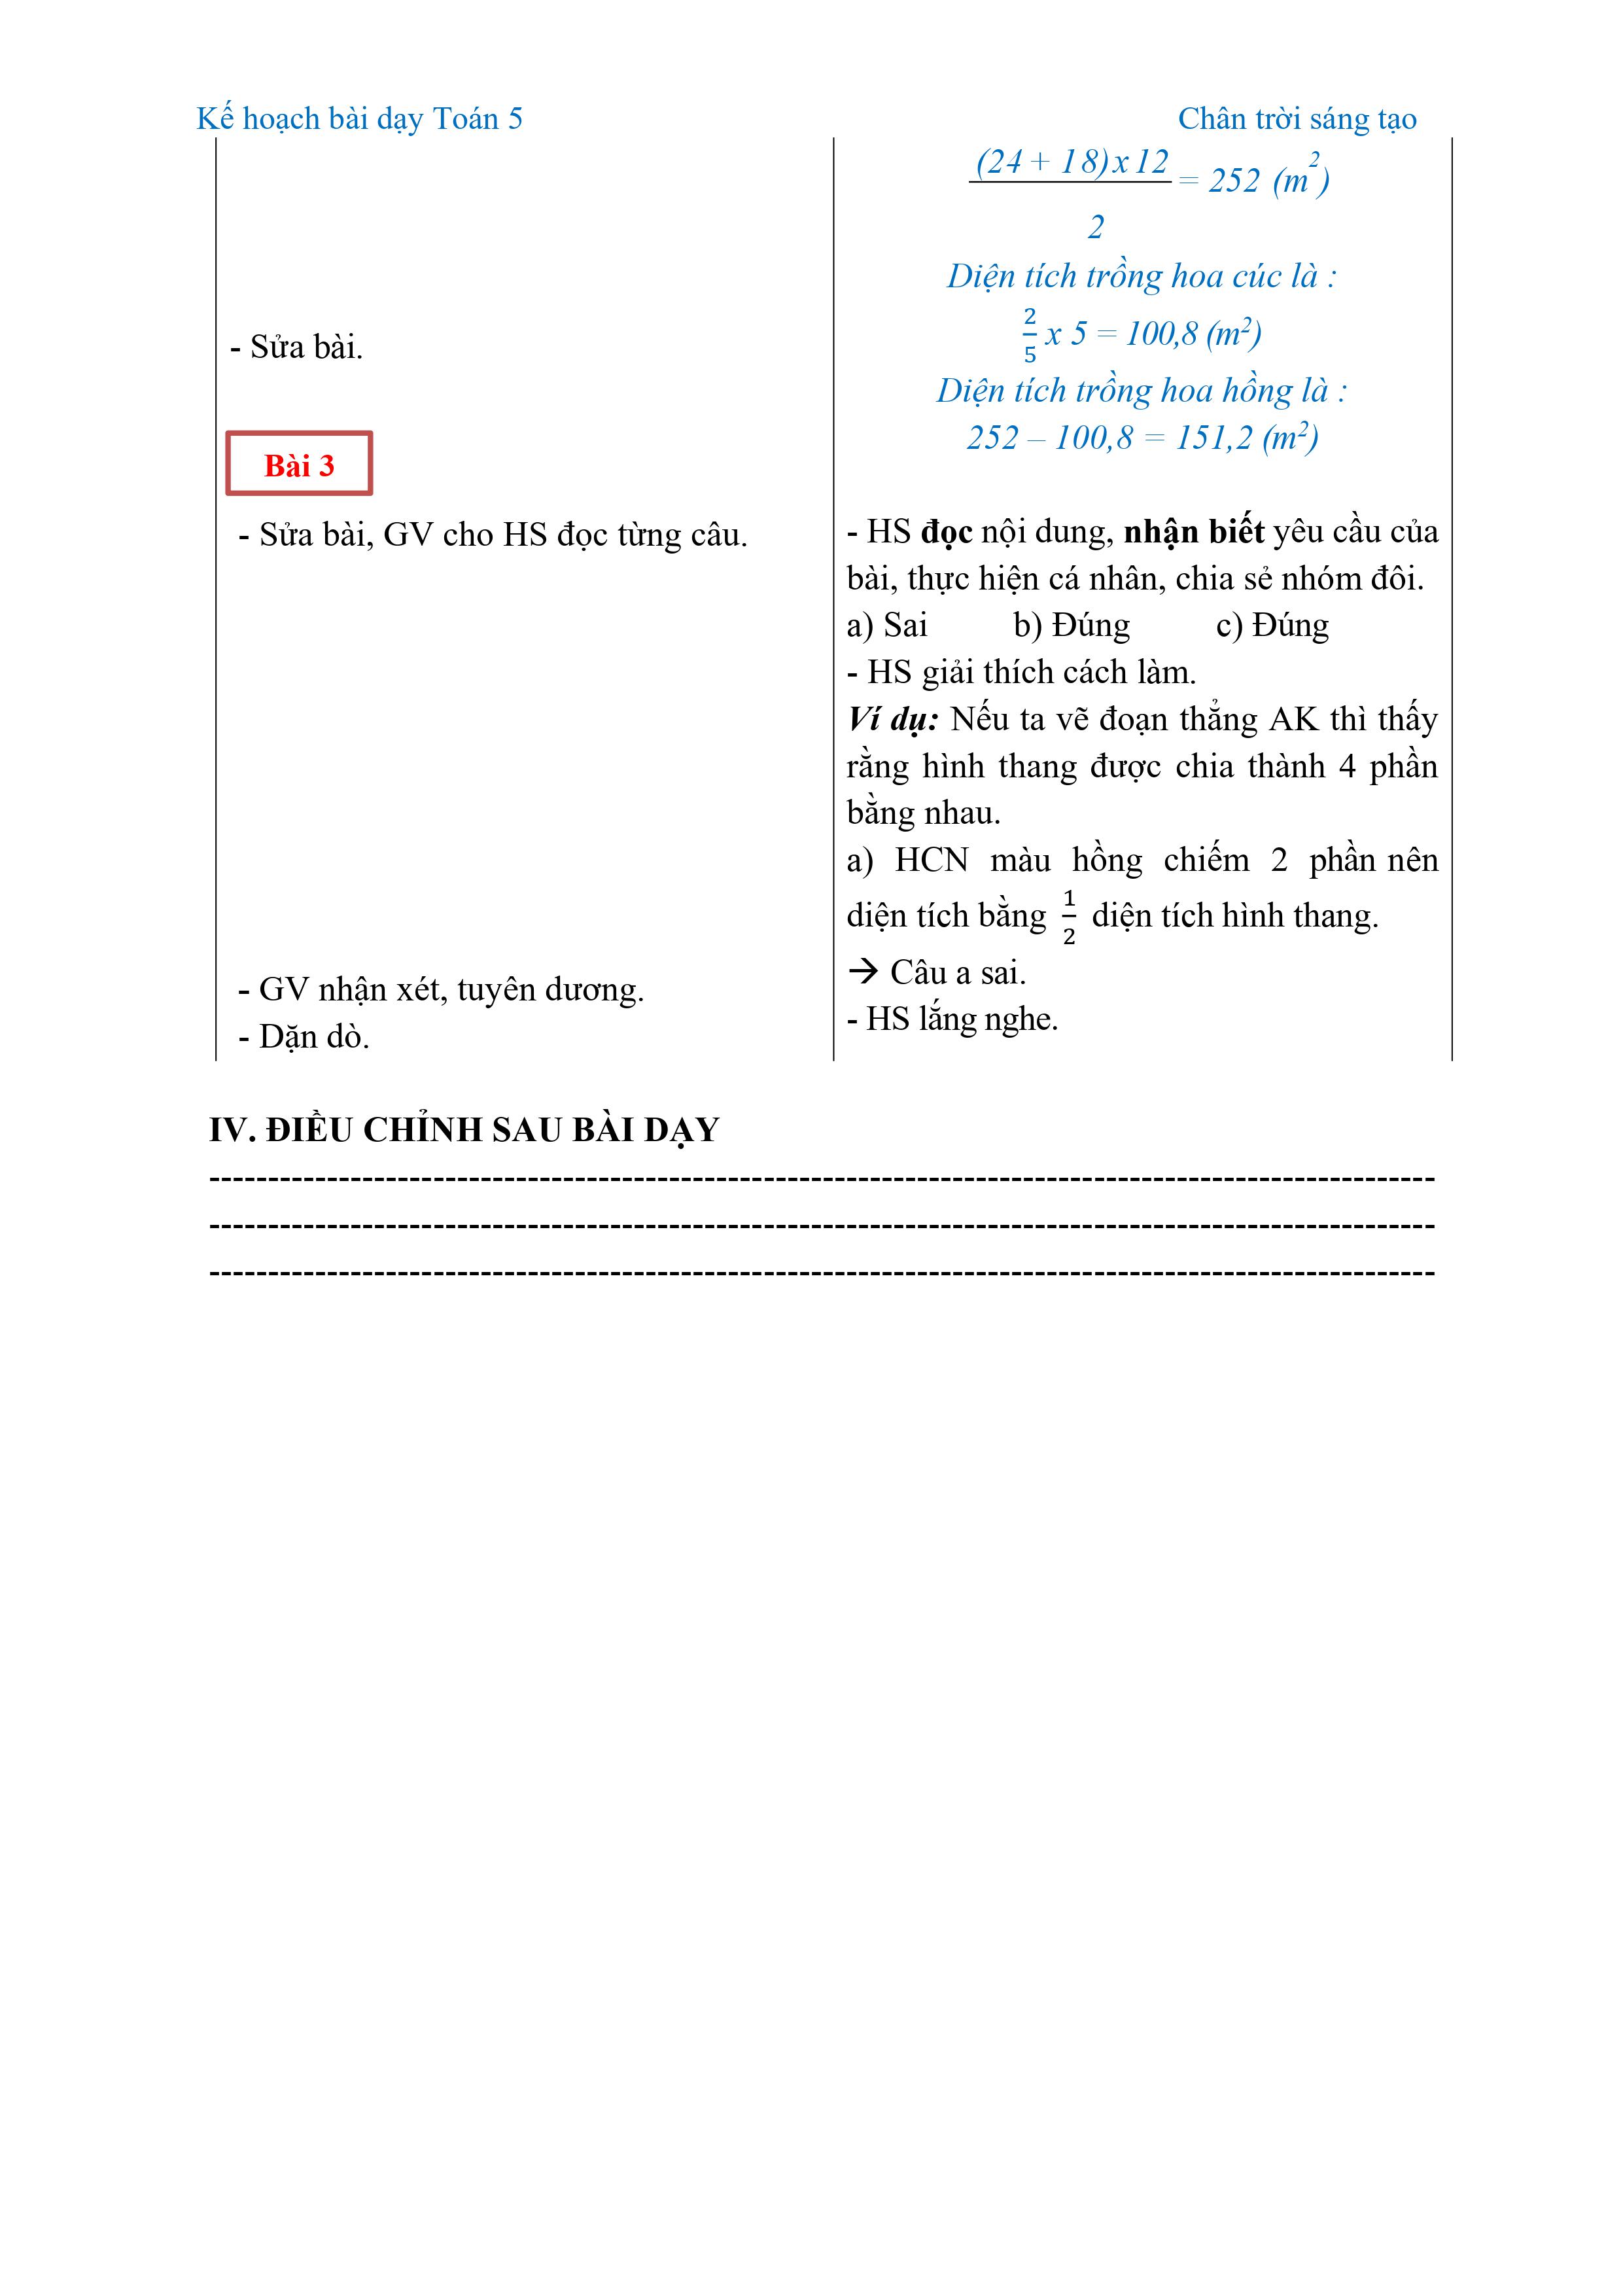 Kế hoạch bài dạy Toán 5
Chân trời sáng tạo
- Sửa bài.
Bài 3
- Sửa bài, GV cho HS đọc từng câu.
- GV nhận xét, tuyên dương.
- Dặn dò.
(24 + 18) x 12
= 252 (m²)
2
Diện tích trồng hoa cúc là :
2/5 x 5 = 100,8 (m²)
Diện tích trồng hoa hồng là :
252 – 100,8 = 151,2 (m²)
- HS đọc nội dung, nhận biết yêu cầu của
bài, thực hiện cá nhân, chia sẻ nhóm đôi.
a) Sai b) Đúng c) Đúng
- HS giải thích cách làm.
Ví dụ: Nếu ta vẽ đoạn thẳng AK thì thấy
rằng hình thang được chia thành 4 phần
bằng nhau.
a) HCN màu hồng chiếm 2 phần nên
diện tích bằng 1/2 diện tích hình thang.
→ Câu a sai.
- HS lắng nghe.
IV. ĐIỀU CHỈNH SAU BÀI DẠY